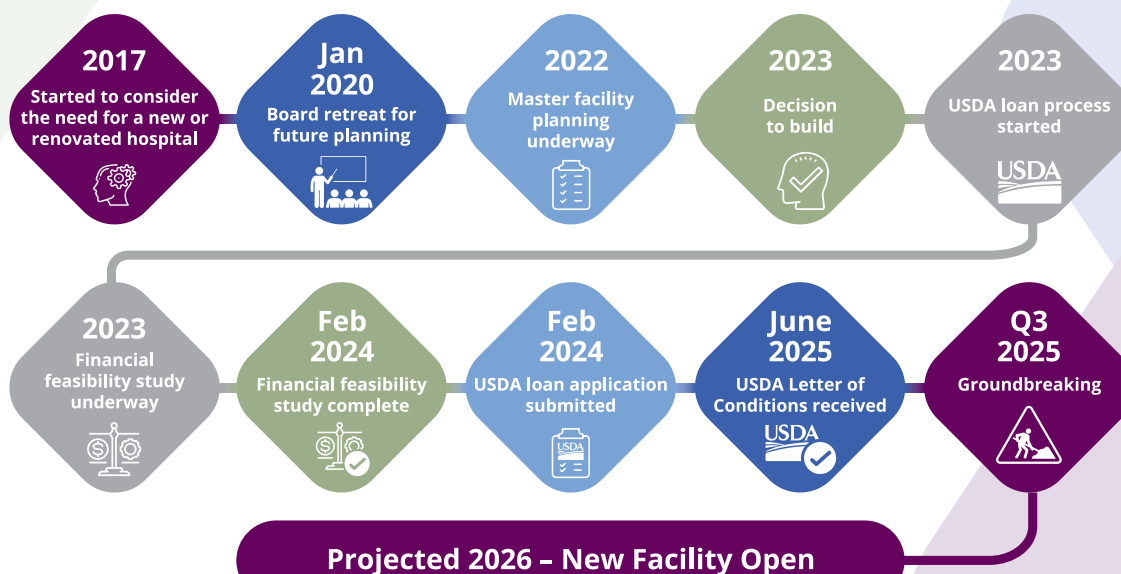 2017
Started to consider
the need for a new or
renovated hospital
Jan
2020
Board retreat for
future planning
2022
Master facility
planning
underway
2023
Decision
to build
2023
USDA loan process
started
USDA
2023
Financial
feasibility study
underway
Feb
2024
Financial feasibility
study complete
Feb
2024
USDA loan application
submitted
USDA
June
2025
USDA Letter of
Conditions received
USDA
Q3
2025
Groundbreaking
Projected 2026 – New Facility Open